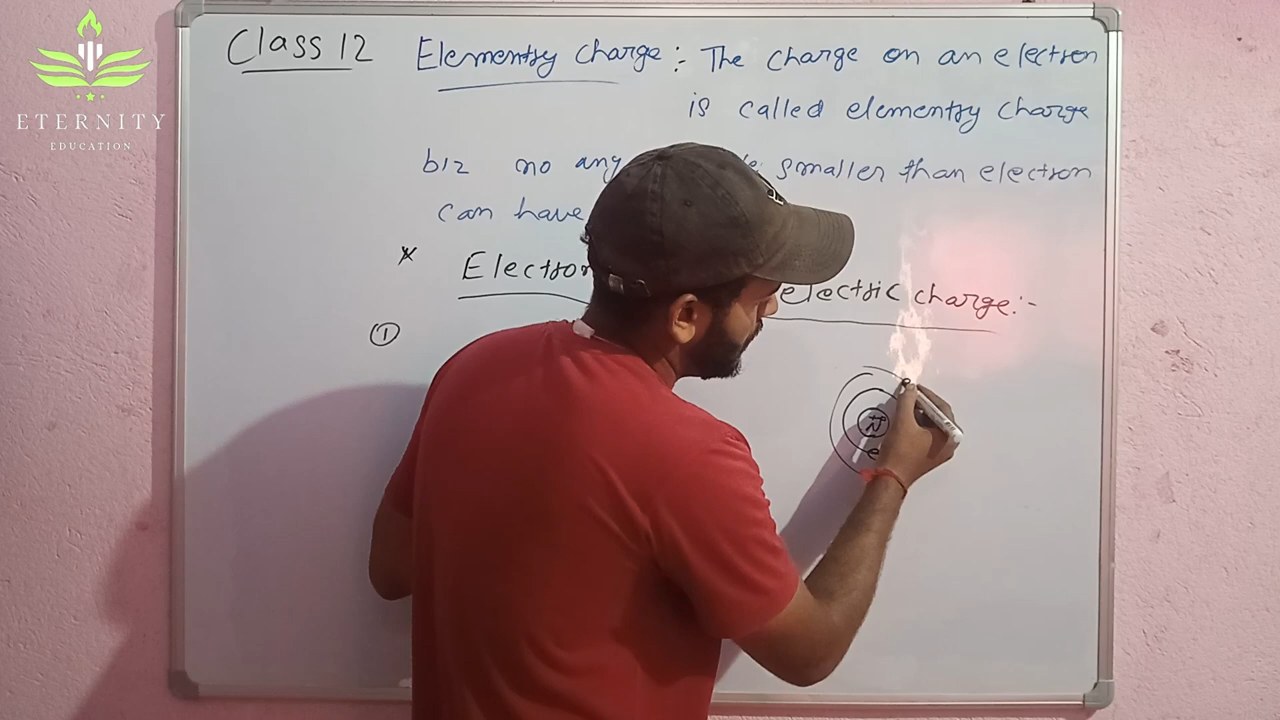 ETERNITY
EDUCATION
Class 12
Elementry charge :- The charge on an electron
is called elementry charge
b/z no any smaller than electron
can have
* Electron electric charge:-
①
e